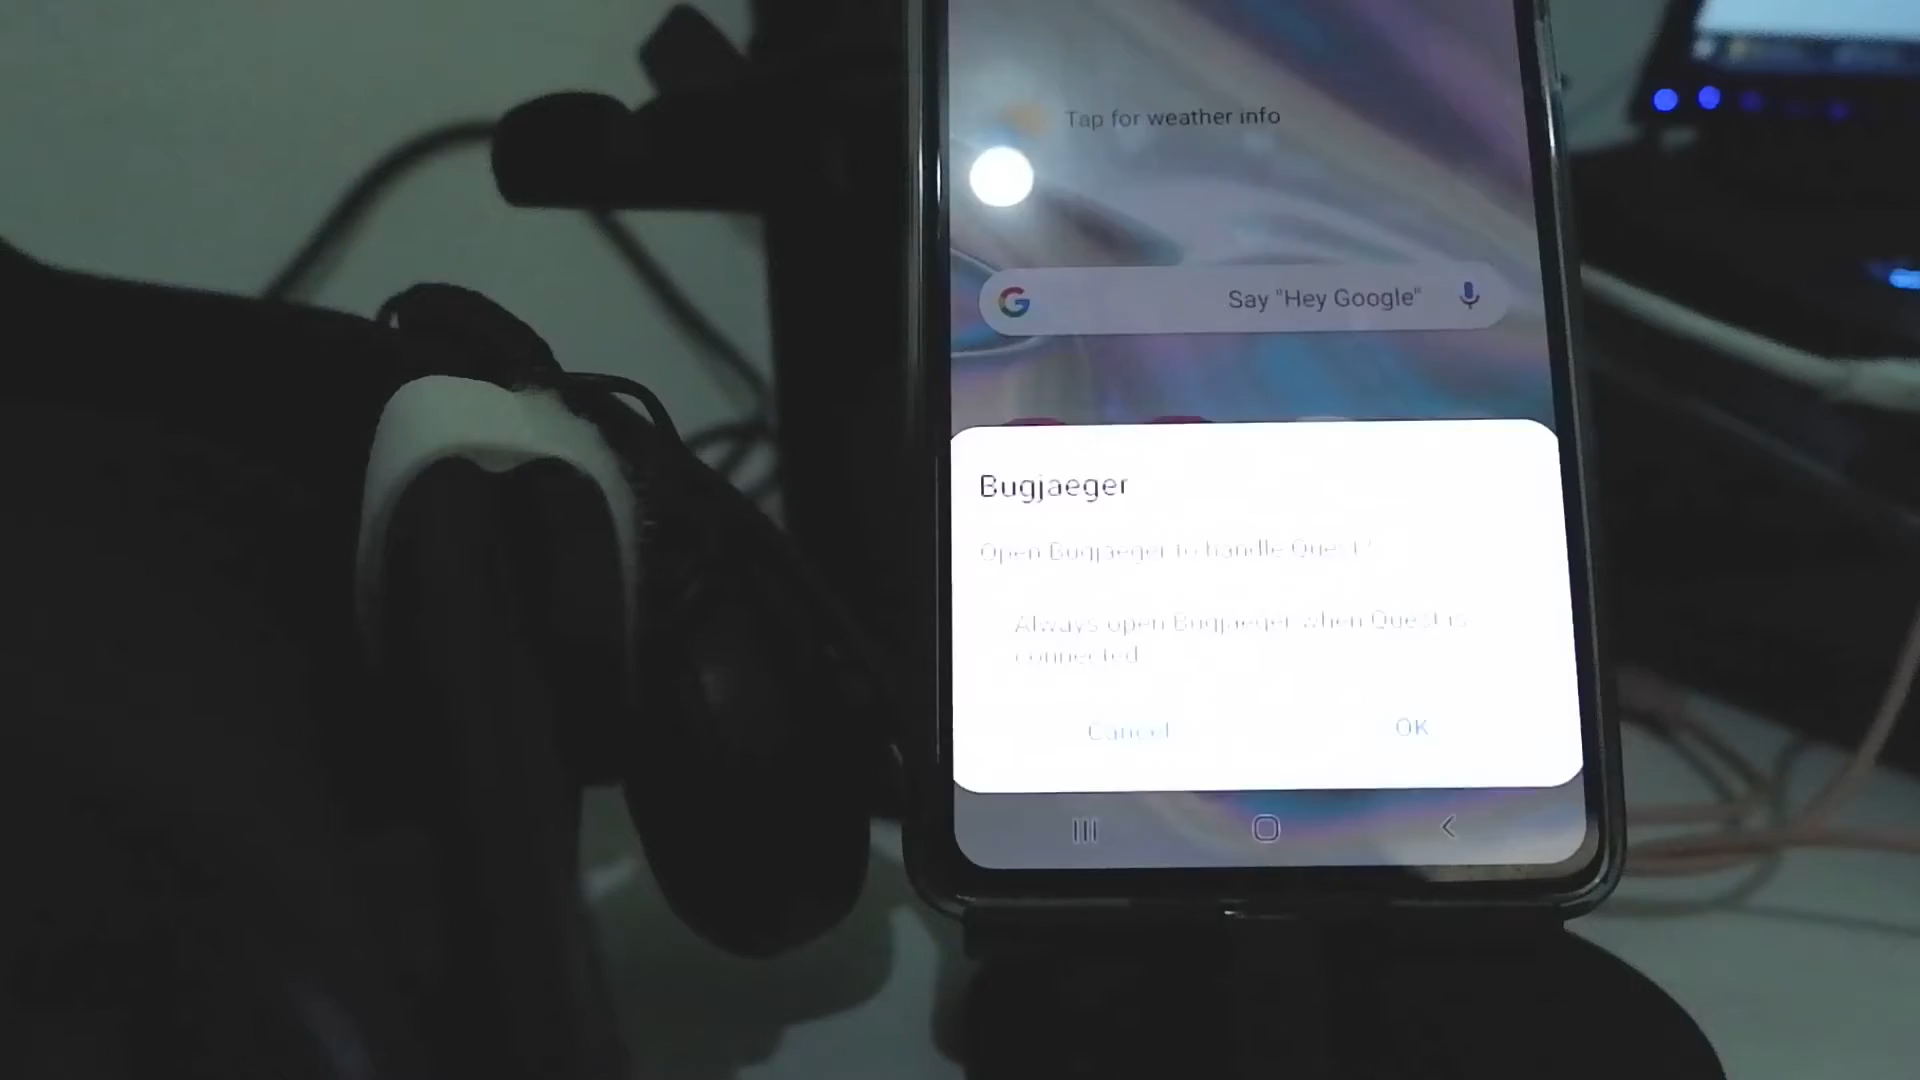 Tap for weather info
Say "Hey Google"
Bugjaeger
Open Bugjaeger to handle Quest?
Always open Bugjaeger when Quest is
connected
Cancel
OK